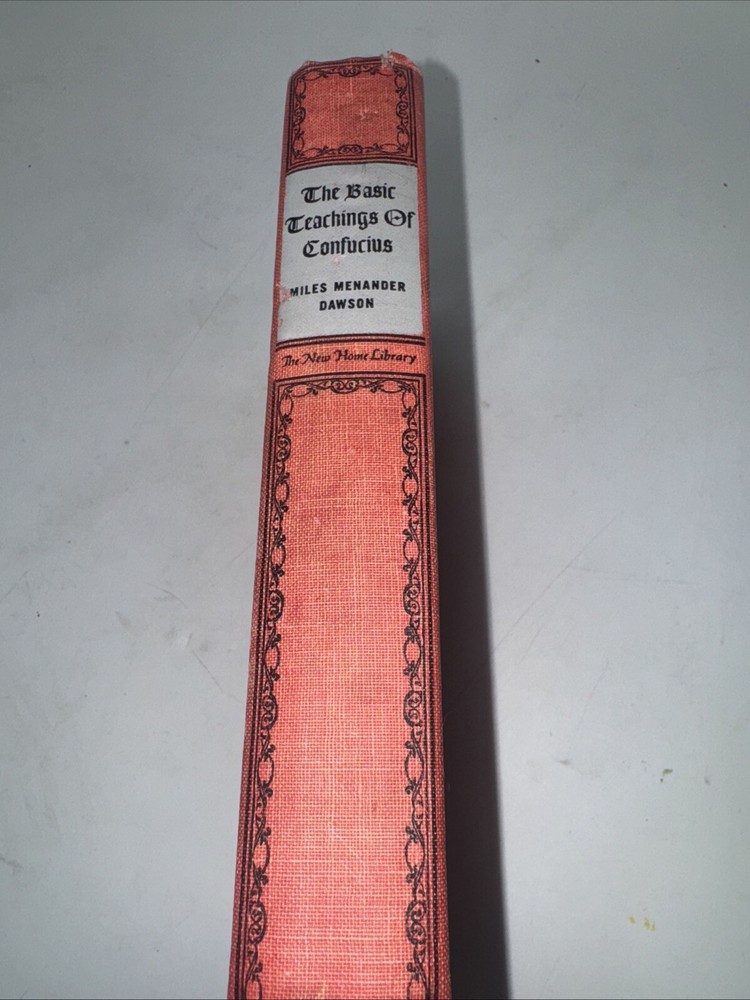 The Basic
Teachings Of
Confucius
MILES MENANDER
DAWSON
The New Home Library